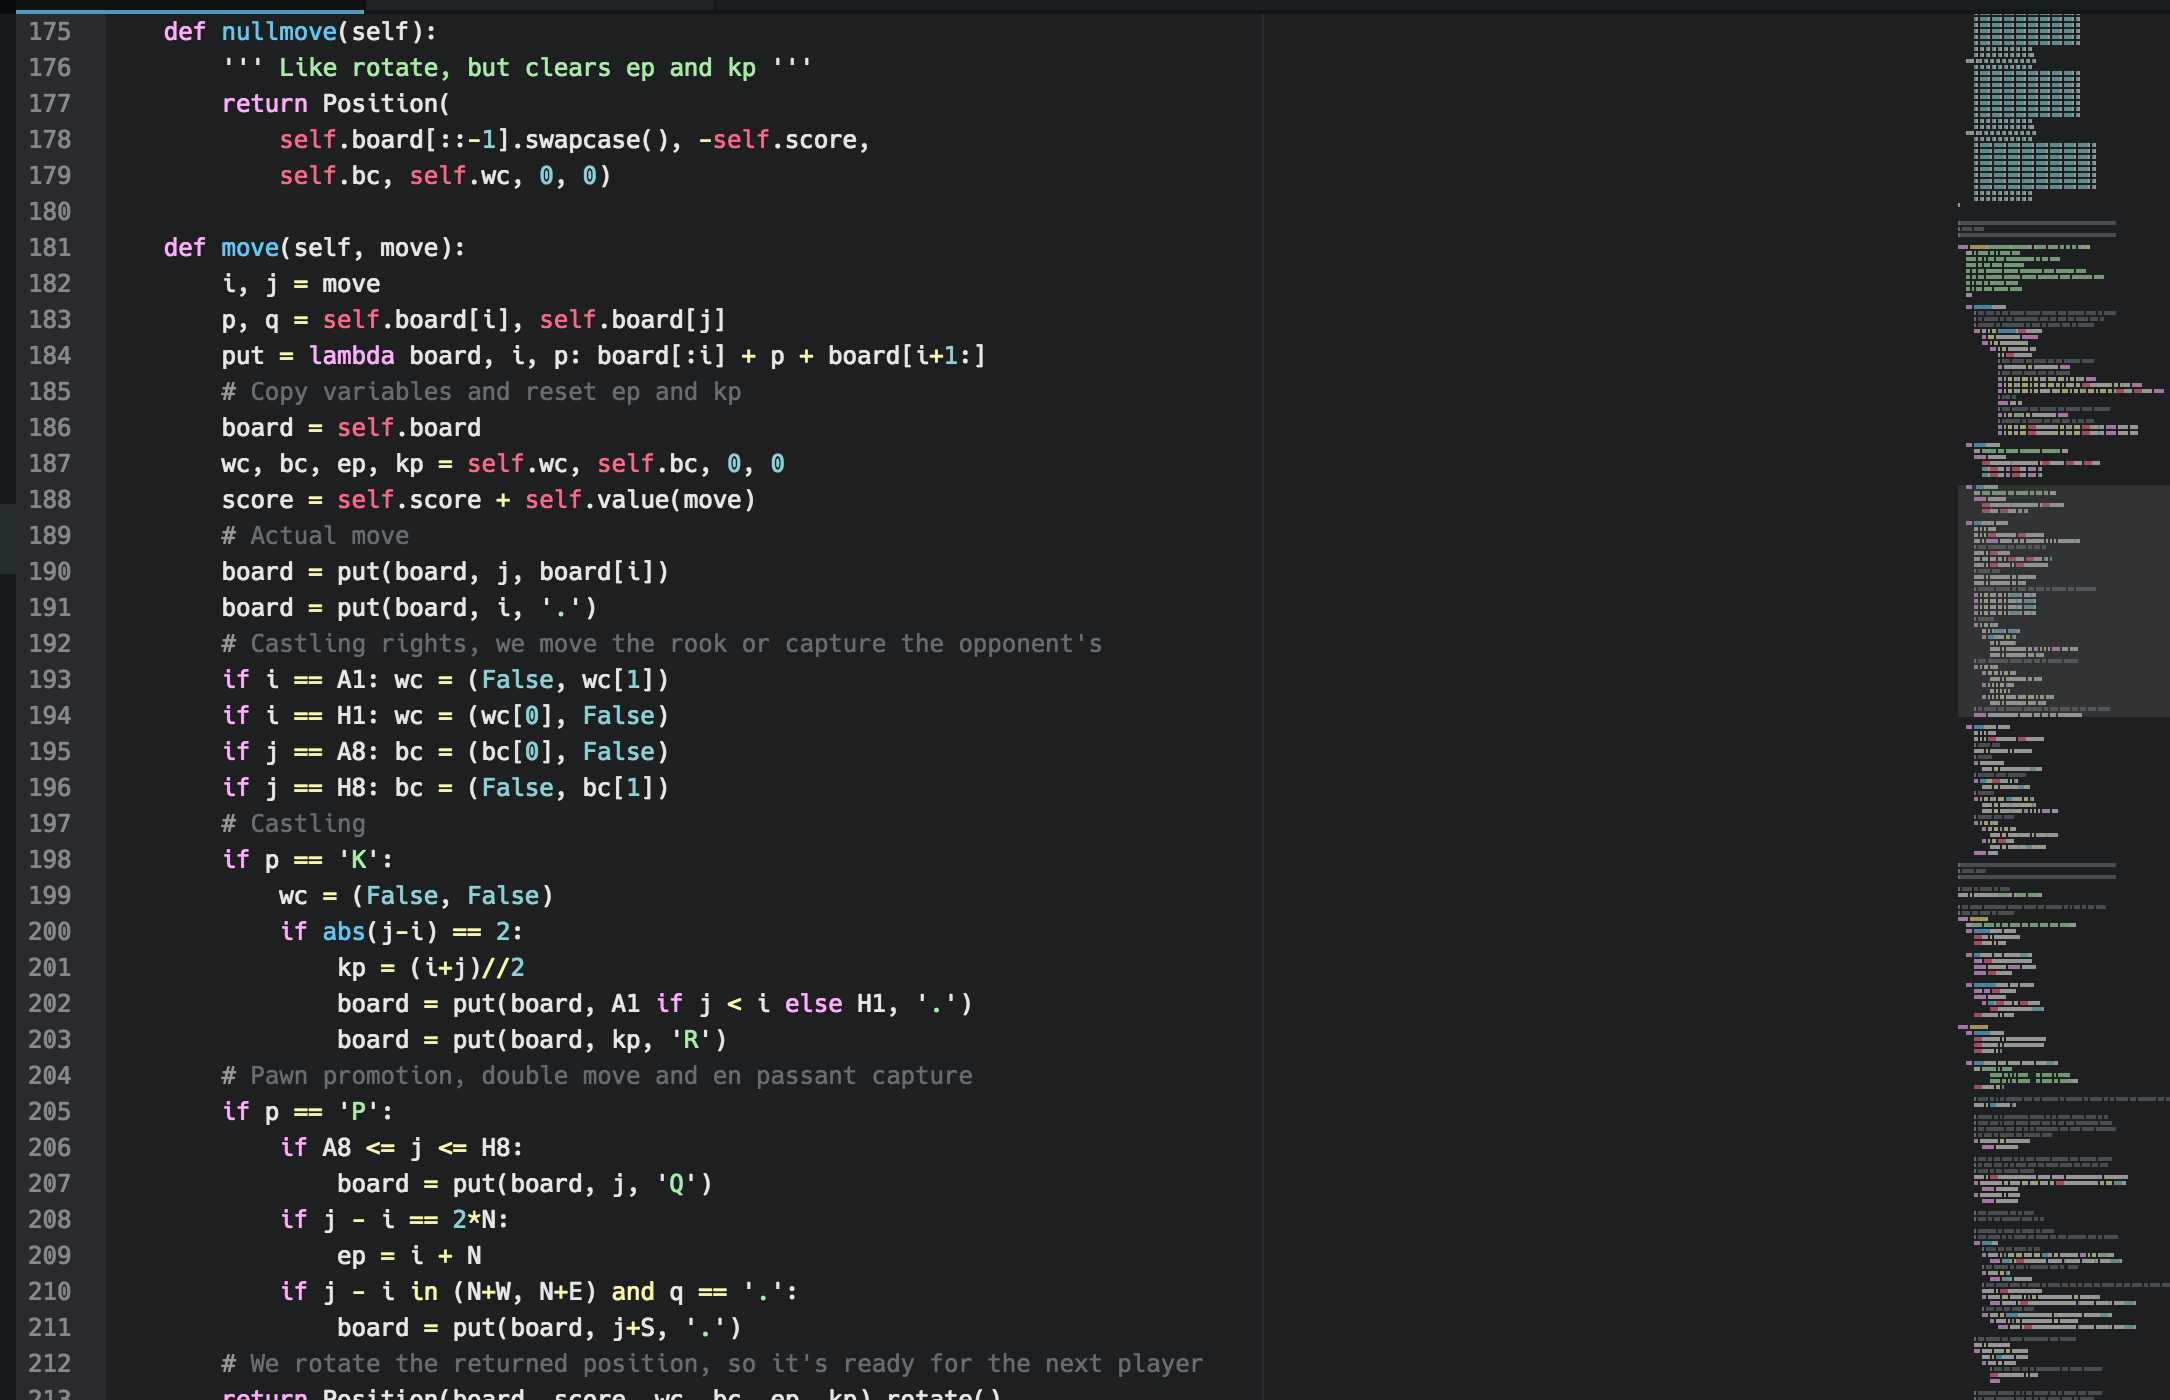 175     def nullmove(self):
176         ''' Like rotate, but clears ep and kp '''
177         return Position(
178             self.board[::-1].swapcase(), -self.score,
179             self.bc, self.wc, 0, 0)
180
181     def move(self, move):
182         i, j = move
183         p, q = self.board[i], self.board[j]
184         put = lambda board, i, p: board[:i] + p + board[i+1:]
185         # Copy variables and reset ep and kp
186         board = self.board
187         wc, bc, ep, kp = self.wc, self.bc, 0, 0
188         score = self.score + self.value(move)
189         # Actual move
190         board = put(board, j, board[i])
191         board = put(board, i, '.')
192         # Castling rights, we move the rook or capture the opponent's
193         if i == A1: wc = (False, wc[1])
194         if i == H1: wc = (wc[0], False)
195         if j == A8: bc = (bc[0], False)
196         if j == H8: bc = (False, bc[1])
197         # Castling
198         if p == 'K':
199             wc = (False, False)
200             if abs(j-i) == 2:
201                 kp = (i+j)//2
202                 board = put(board, A1 if j < i else H1, '.')
203                 board = put(board, kp, 'R')
204         # Pawn promotion, double move and en passant capture
205         if p == 'P':
206             if A8 <= j <= H8:
207                 board = put(board, j, 'Q')
208             if j - i == 2*N:
209                 ep = i + N
210             if j - i in (N+W, N+E) and q == '.':
211                 board = put(board, j+S, '.')
212         # We rotate the returned position, so it's ready for the next player
213         return Position(board, score, wc, bc, ep, kp).rotate()